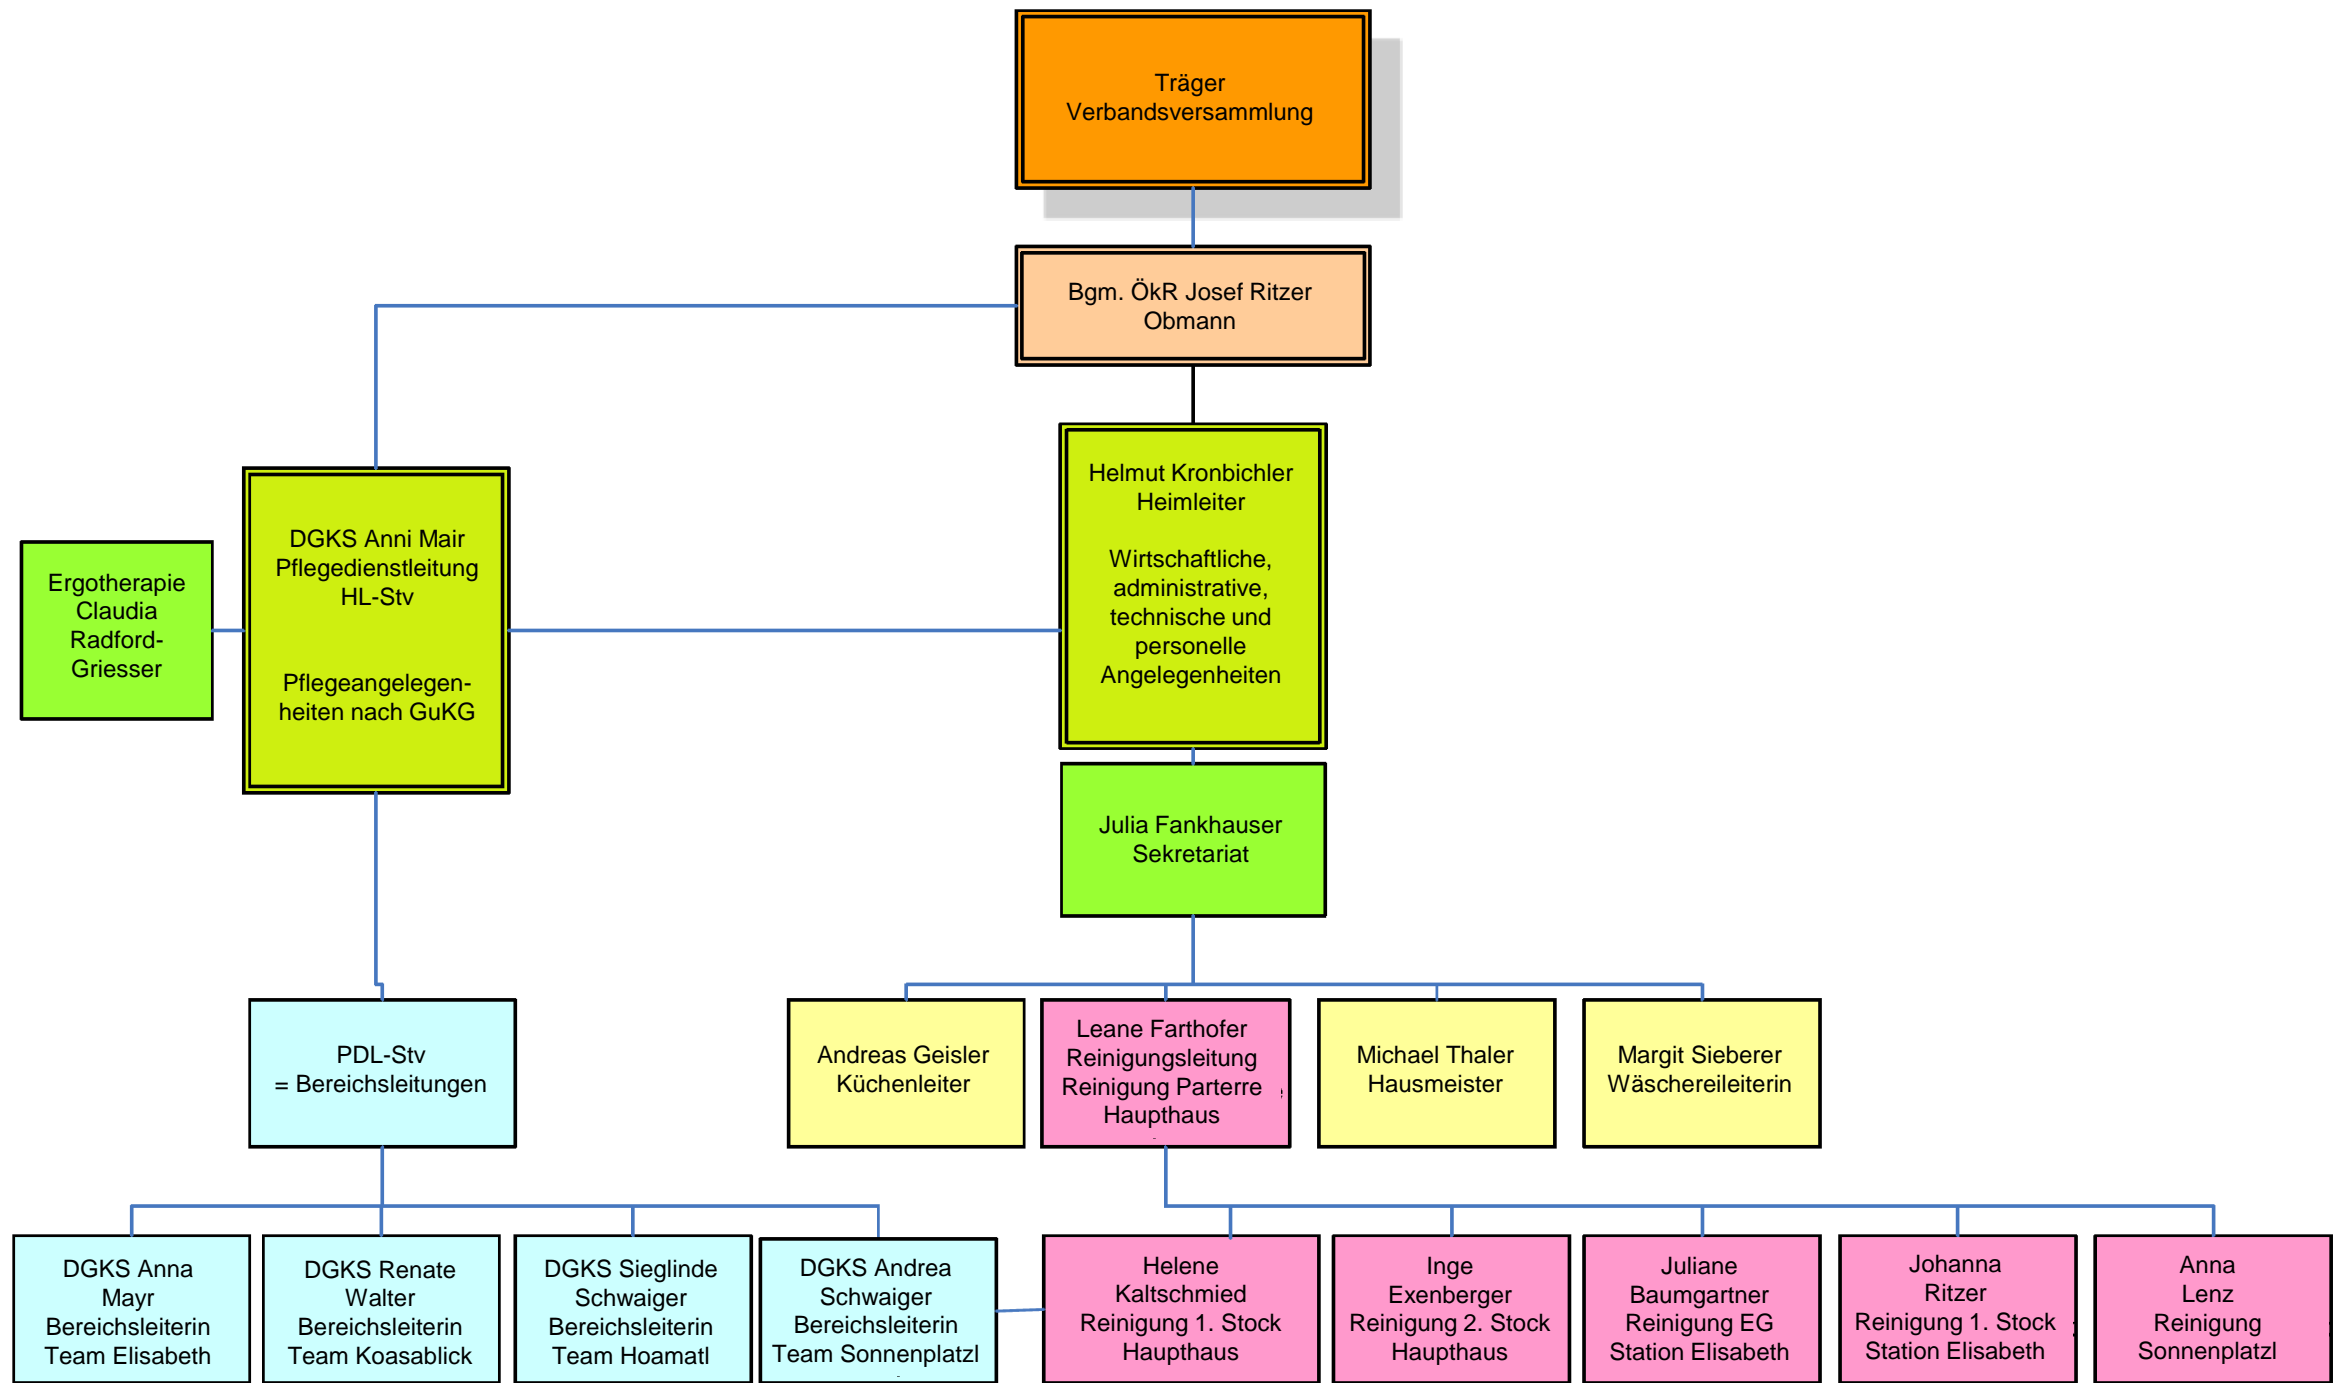 Träger
Verbandsversammlung
Bgm. ÖkR Josef Ritzer
Obmann
Helmut Kronbichler
Heimleiter
Wirtschaftliche,
administrative,
technische und
personelle
Angelegenheiten
DGKS Anni Mair
Pflegedienstleitung
HL-Stv
Pflegeangelegen-
heiten nach GuKG
Ergotherapie
Claudia
Radford-
Griesser
Julia Fankhauser
Sekretariat
PDL-Stv
= Bereichsleitungen
Andreas Geisler
Küchenleiter
Leane Farthofer
Reinigungsleitung
Reinigung Parterre
Haupthaus
Michael Thaler
Hausmeister
Margit Sieberer
Wäschereileiterin
DGKS Anna
Mayr
Bereichsleiterin
Team Elisabeth
DGKS Renate
Walter
Bereichsleiterin
Team Koasablick
DGKS Sieglinde
Schwaiger
Bereichsleiterin
Team Hoamatl
DGKS Andrea
Schwaiger
Bereichsleiterin
Team Sonnenplatzl
Helene
Kaltschmied
Reinigung 1. Stock
Haupthaus
Inge
Exenberger
Reinigung 2. Stock
Haupthaus
Juliane
Baumgartner
Reinigung EG
Station Elisabeth
Johanna
Ritzer
Reinigung 1. Stock
Station Elisabeth
Anna
Lenz
Reinigung
Sonnenplatzl